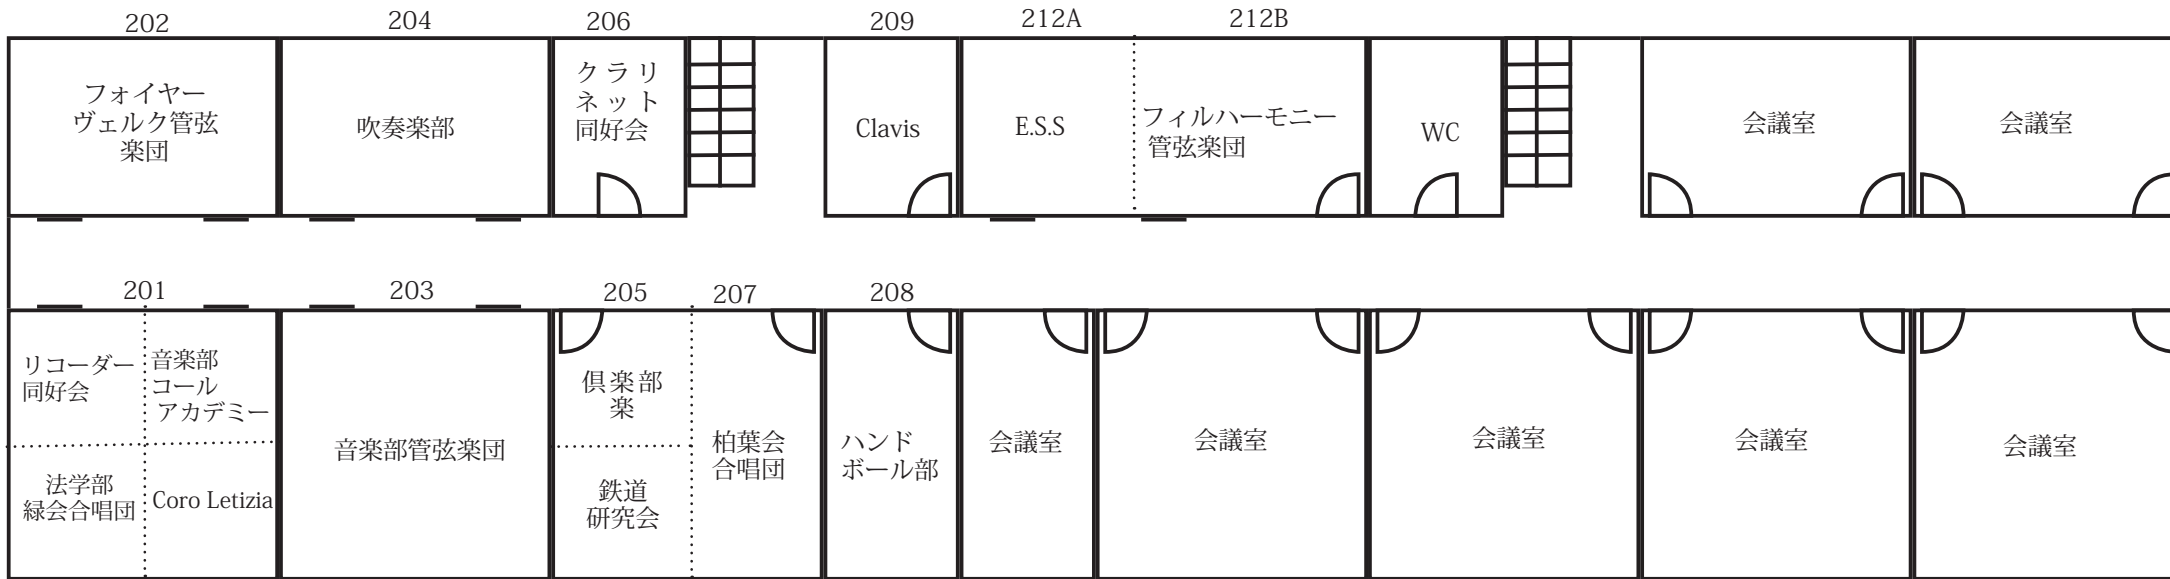 202
204
206
209
212A
212B
フォイヤー
ヴェルク管弦
楽団
吹奏楽部
クラリ
ネット
同好会
Clavis
E.S.S
フィルハーモニー
管弦楽団
WC
会議室
会議室
201
203
205
207
208
リコーダー
同好会
音楽部
コール
アカデミー
法学部
緑会合唱団
Coro Letizia
音楽部管弦楽団
倶楽部
楽
鉄道
研究会
柏葉会
合唱団
ハンド
ボール部
会議室
会議室
会議室
会議室
会議室